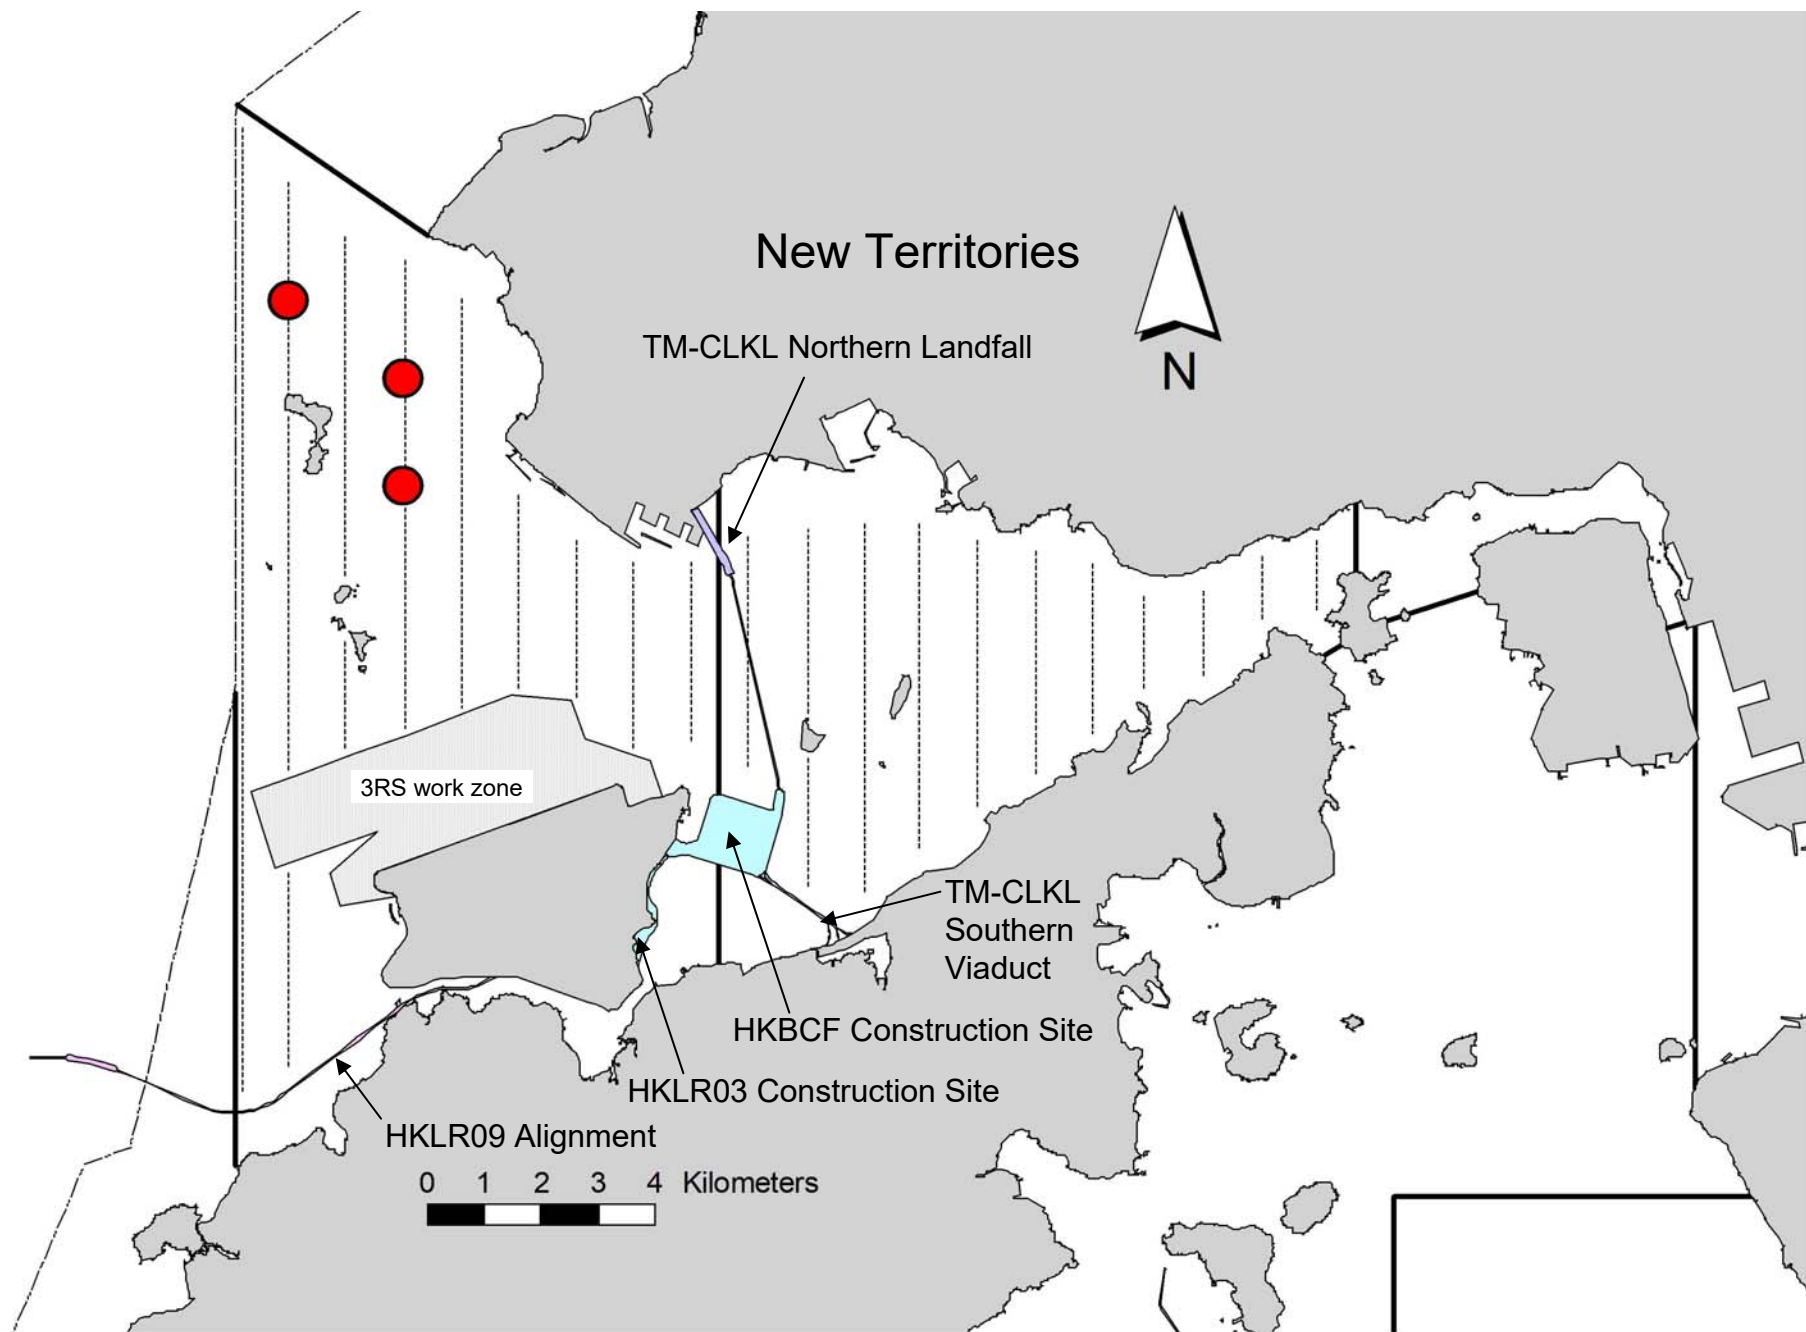 New Territories
TM-CLKL Northern Landfall
N
3RS work zone
TM-CLKL
Southern
Viaduct
HKBCF Construction Site
HKLR03 Construction Site
HKLR09 Alignment
0 1 2 3 4 Kilometers